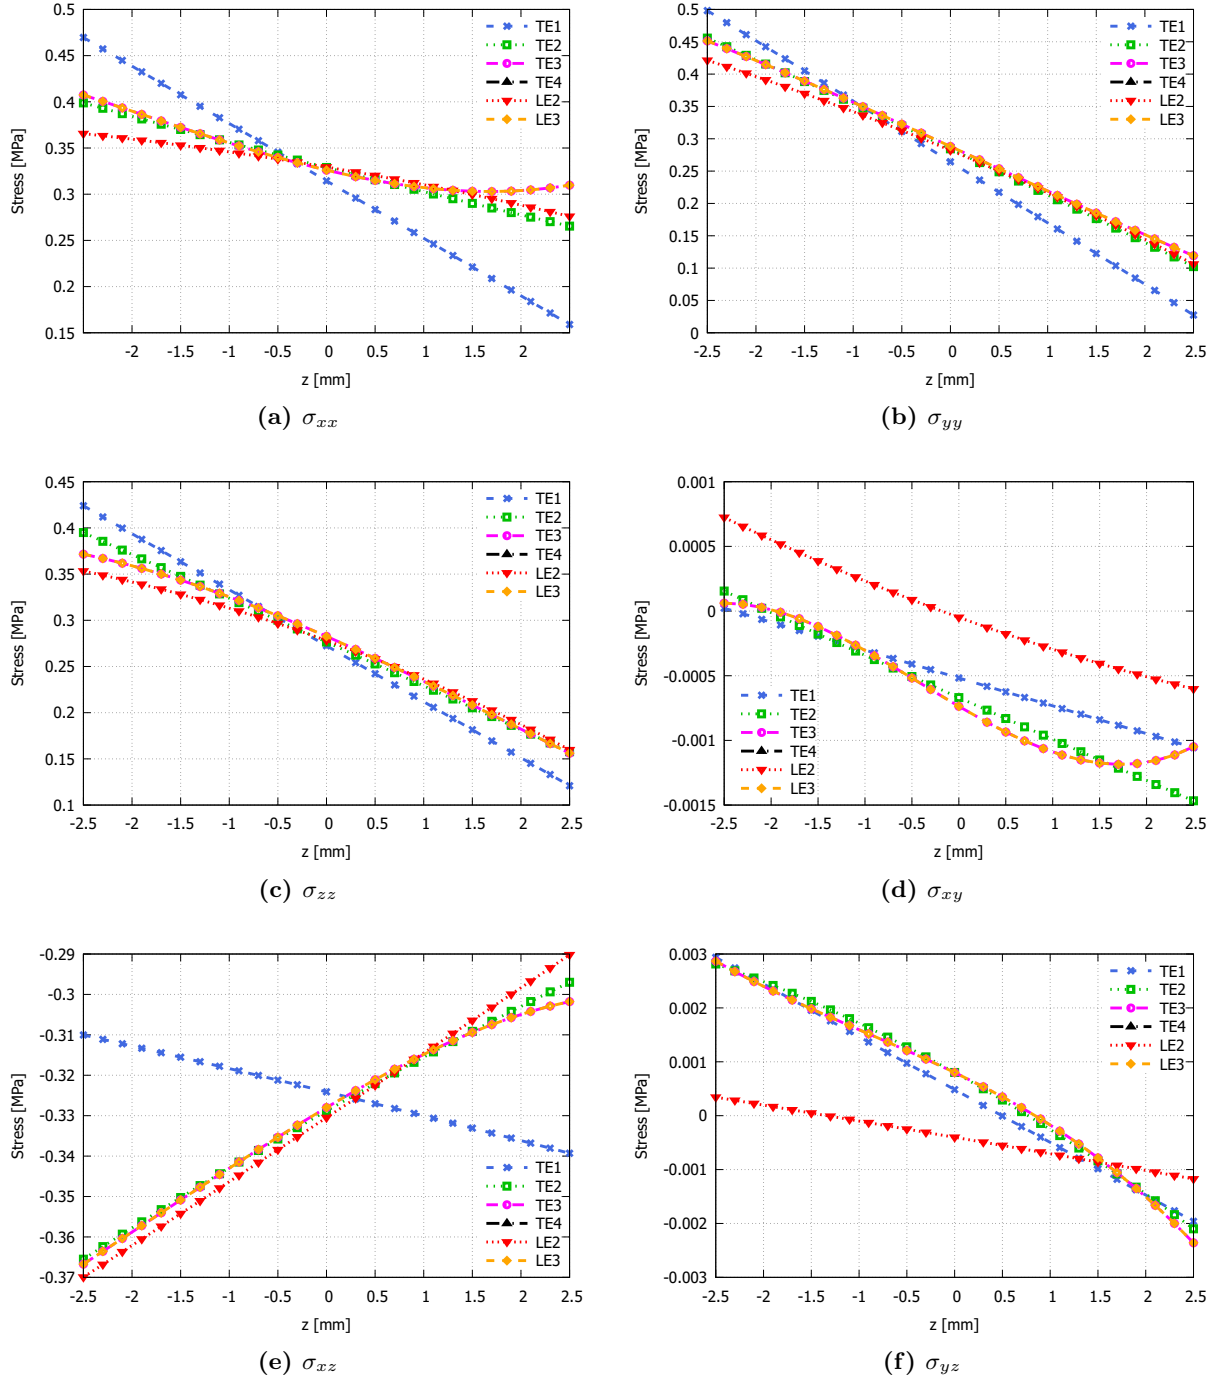 0.5
0.45
0.4
0.35
0.3
0.25
0.2
0.15
Stress [MPa]
-2 -1.5 -1 -0.5 0 0.5 1 1.5 2
z [mm]
TE1
TE2
TE3
TE4
LE2
LE3
(a) σxx
0.5
0.45
0.4
0.35
0.3
0.25
0.2
0.15
0.1
0.05
0
Stress [MPa]
-2.5 -2 -1.5 -1 -0.5 0 0.5 1 1.5 2 2.5
z [mm]
TE1
TE2
TE3
TE4
LE2
LE3
(b) σyy
0.45
0.4
0.35
0.3
0.25
0.2
0.15
0.1
Stress [MPa]
-2.5 -2 -1.5 -1 -0.5 0 0.5 1 1.5 2 2.5
z [mm]
TE1
TE2
TE3
TE4
LE2
LE3
(c) σzz
0.001
0.0005
0
-0.0005
-0.001
-0.0015
Stress [MPa]
-2.5 -2 -1.5 -1 -0.5 0 0.5 1 1.5 2 2.5
z [mm]
TE1
TE2
TE3
TE4
LE2
LE3
(d) σxy
-0.29
-0.3
-0.31
-0.32
-0.33
-0.34
-0.35
-0.36
-0.37
Stress [MPa]
-2.5 -2 -1.5 -1 -0.5 0 0.5 1 1.5 2 2.5
z [mm]
TE1
TE2
TE3
TE4
LE2
LE3
(e) σxz
0.003
0.002
0.001
0
-0.001
-0.002
-0.003
Stress [MPa]
-2.5 -2 -1.5 -1 -0.5 0 0.5 1 1.5 2 2.5
z [mm]
TE1
TE2
TE3
TE4
LE2
LE3
(f) σyz